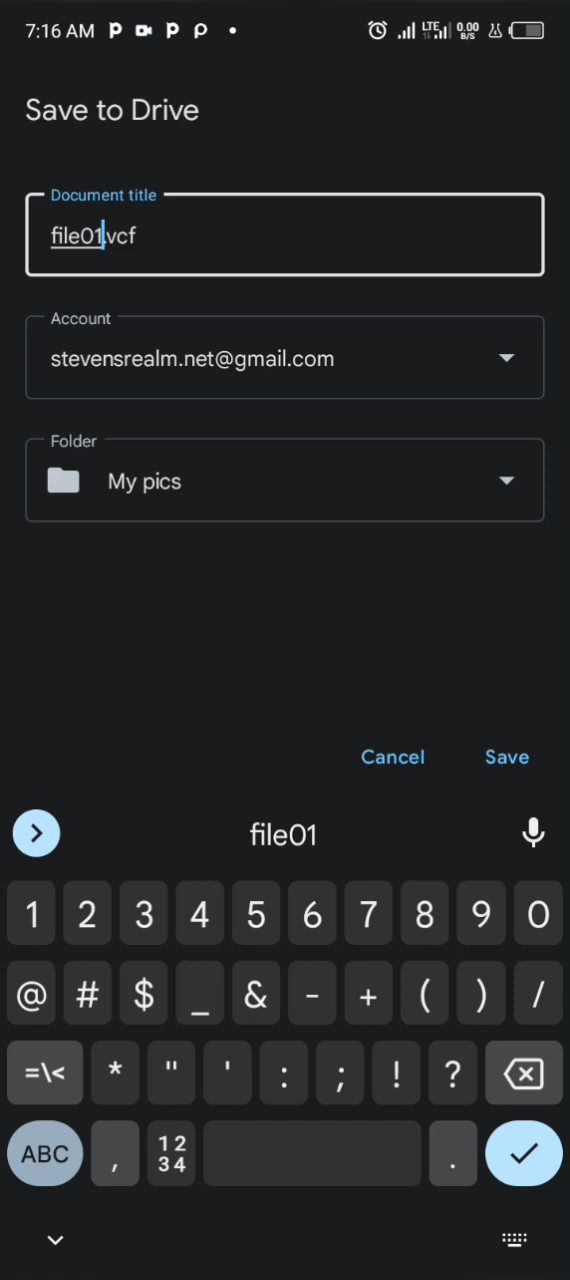 7:16 AM LTE 0.00 B/S
Save to Drive
Document title
file01.vcf
Account
stevensrealm.net@gmail.com
Folder
My pics
Cancel Save
file01
1 2 3 4 5 6 7 8 9 0
@ # $ _ & - + ( ) /
=\< * " ' : ; ! ?
ABC , 12 34 .